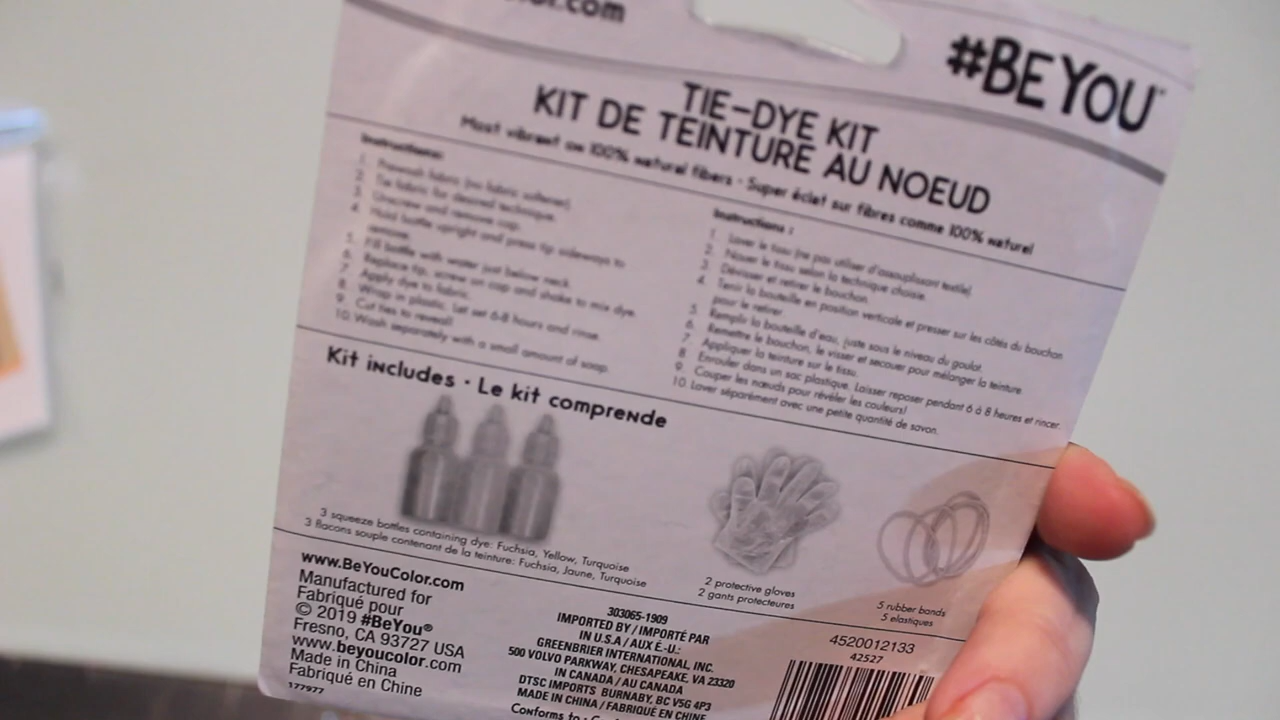 .com
#BEYOU
TIE-DYE KIT
KIT DE TEINTURE AU NOEUD
Most vibrant on 100% natural fibers · Super éclat sur fibres comme 100% naturel
Instructions:
1. Prewash fabric (no fabric softener).
2. Tie fabric for desired technique.
3. Unscrew and remove cap.
4. Hold bottle upright and press tip sideways to
remove.
5. Fill bottle with water just below neck.
6. Replace tip, screw on cap and shake to mix dye.
7. Apply dye to fabric.
8. Wrap in plastic. Let set 6-8 hours and rinse.
9. Cut ties to reveal!
10. Wash separately with a small amount of soap.
Instructions :
1. Laver le tissu (ne pas utiliser d'assouplissant textile).
2. Nouer le tissu selon la technique choisie.
3. Dévisser et retirer le bouchon.
4. Tenir la bouteille en position verticale et presser sur les côtés du bouchon
pour le retirer.
5. Remplir la bouteille d'eau, juste sous le niveau du goulot.
6. Remettre le bouchon, le visser et secouer pour mélanger la teinture.
7. Appliquer la teinture sur le tissu.
8. Enrouler dans un sac plastique. Laisser reposer pendant 6 à 8 heures et rincer.
9. Couper les nœuds pour révéler les couleurs!
10. Laver séparément avec une petite quantité de savon.
Kit includes · Le kit comprende
3 squeeze bottles containing dye: Fuchsia, Yellow, Turquoise
3 flacons souple contenant de la teinture: Fuchsia, Jaune, Turquoise
2 protective gloves
2 gants protecteurs
5 rubber bands
5 elastiques
www.BeYouColor.com
Manufactured for
Fabriqué pour
© 2019 #BeYou®
Fresno, CA 93727 USA
www.beyoucolor.com
Made in China
Fabriqué en Chine
177977
303065-1909
IMPORTED BY / IMPORTÉ PAR
IN U.S.A / AUX É.-U.:
GREENBRIER INTERNATIONAL, INC.
500 VOLVO PARKWAY, CHESAPEAKE, VA 23320
IN CANADA / AU CANADA
DTSC IMPORTS BURNABY, BC V5G 4P3
MADE IN CHINA / FABRIQUÉ EN CHINE
Conforms to
4520012133
42527